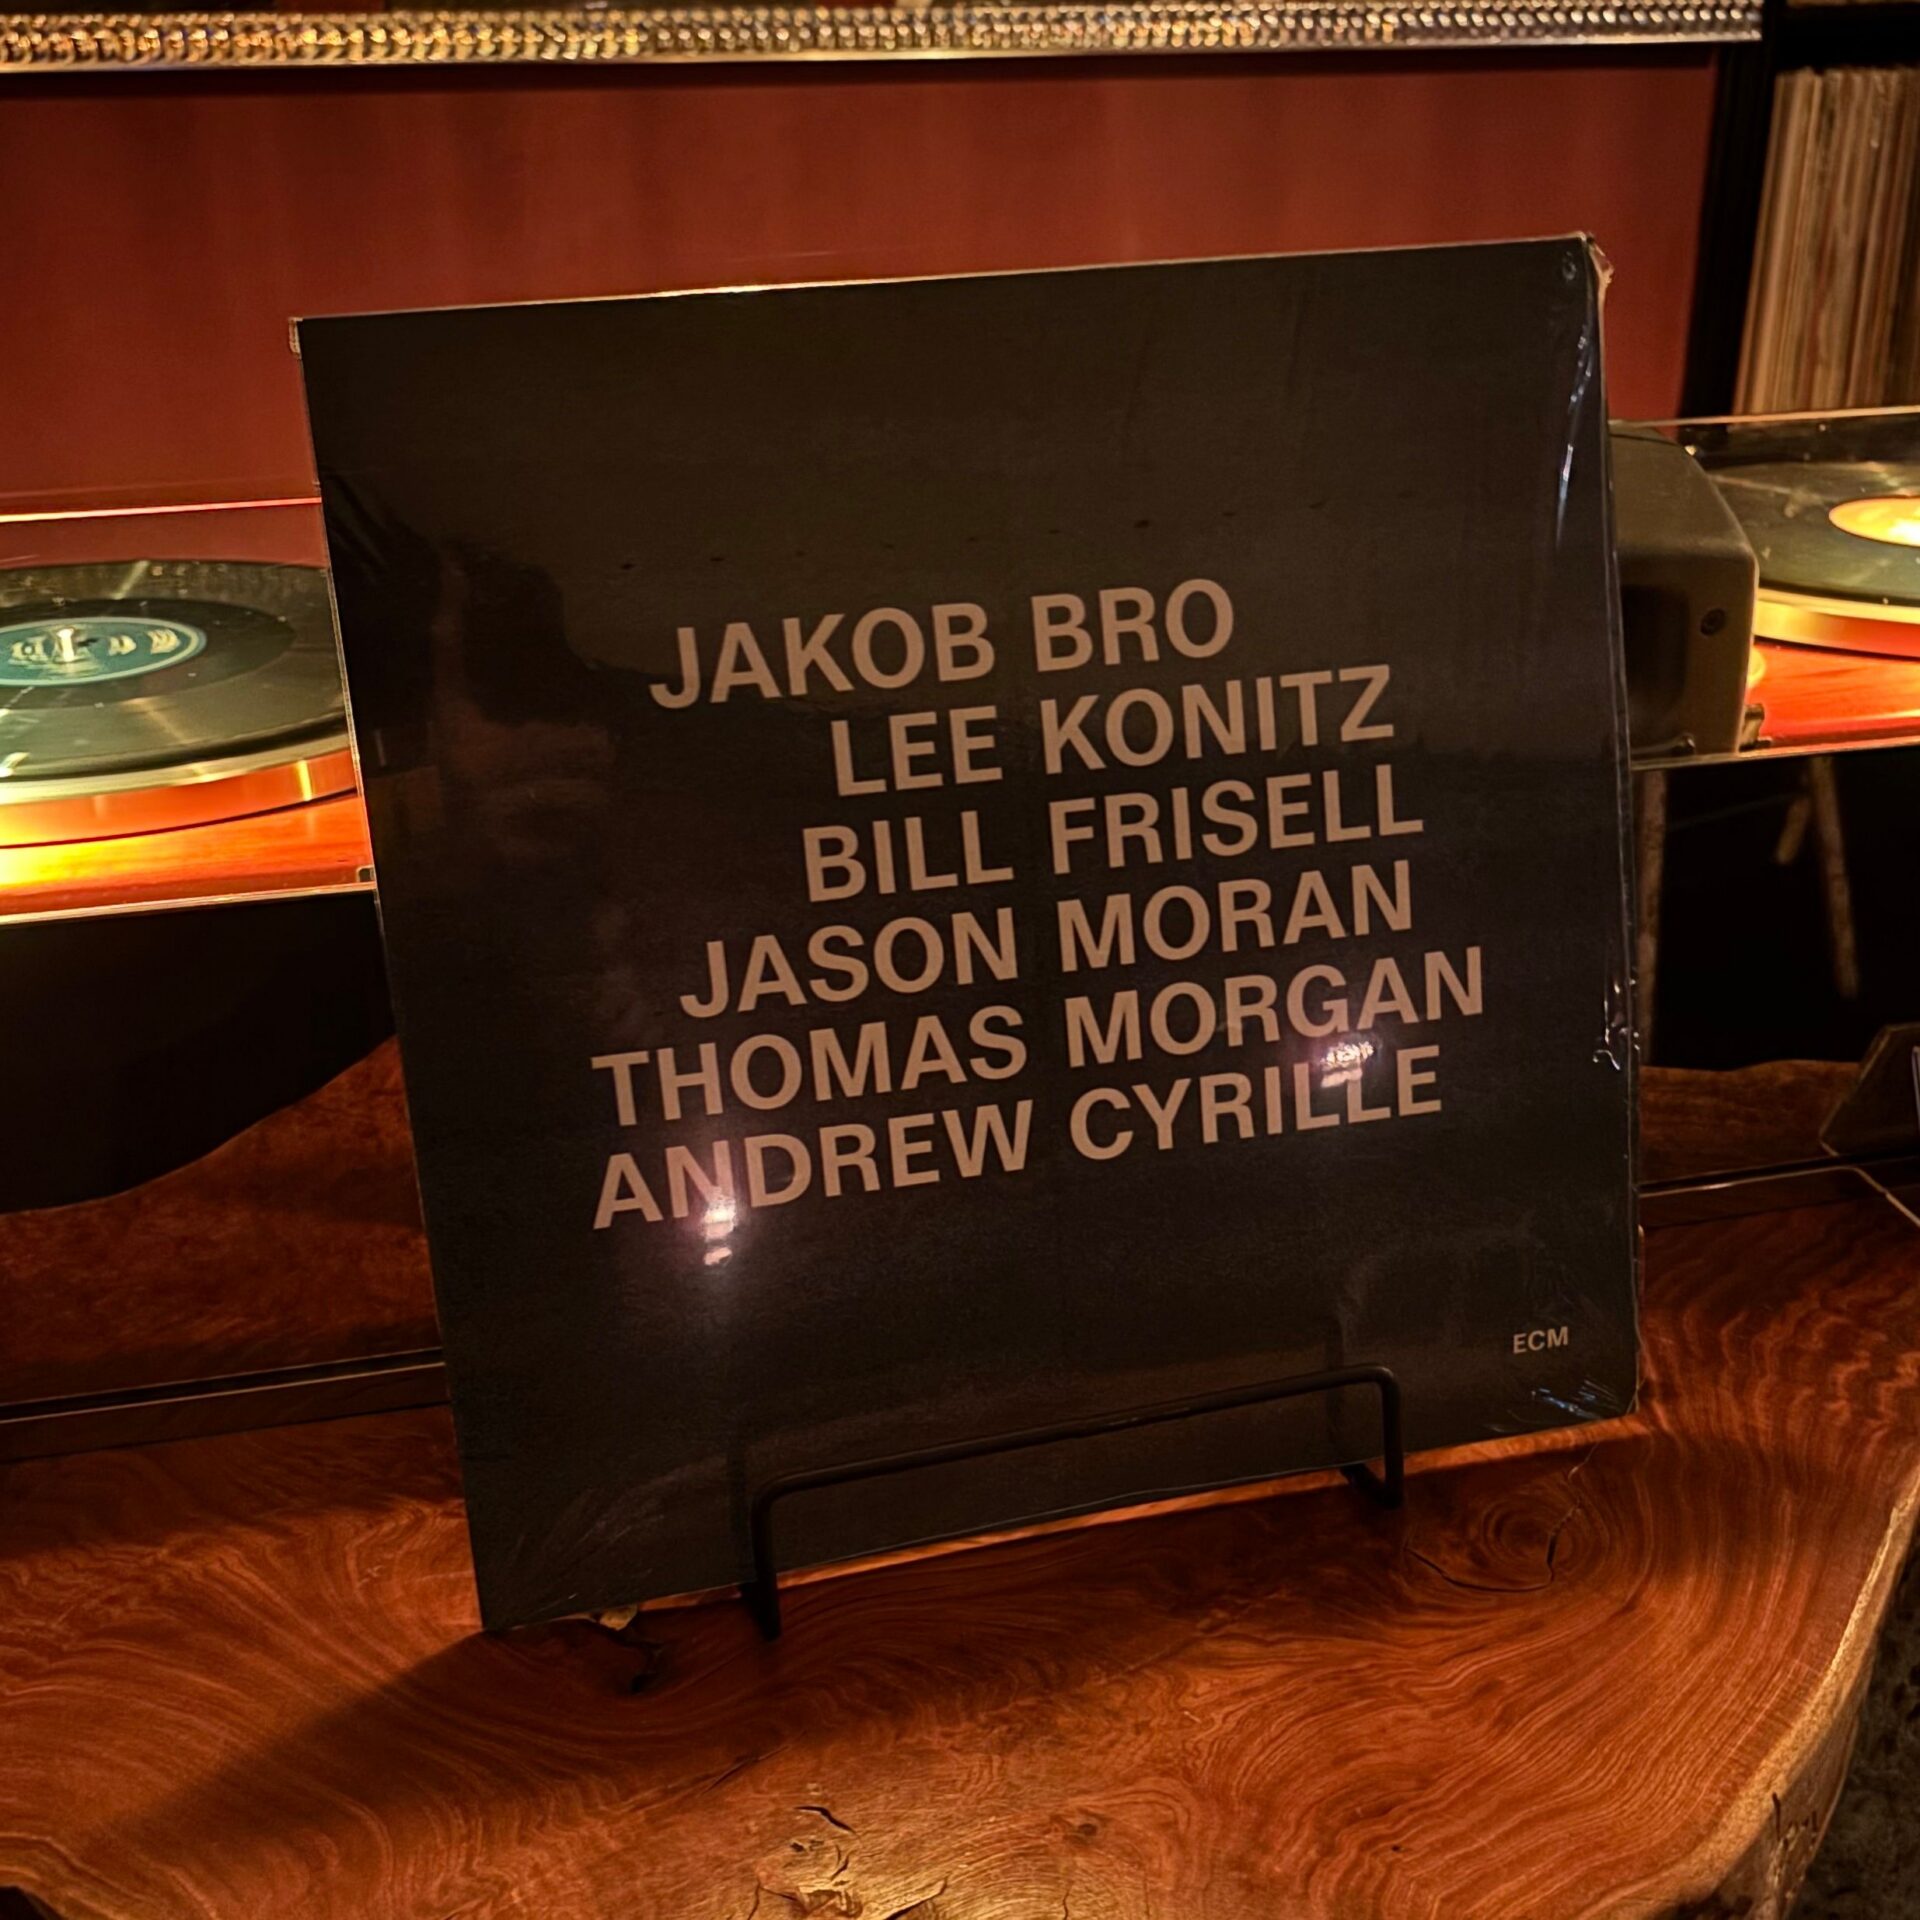 JAKOB BRO
LEE KONITZ
BILL FRISELL
JASON MORAN
THOMAS MORGAN
ANDREW CYRILLE
ECM